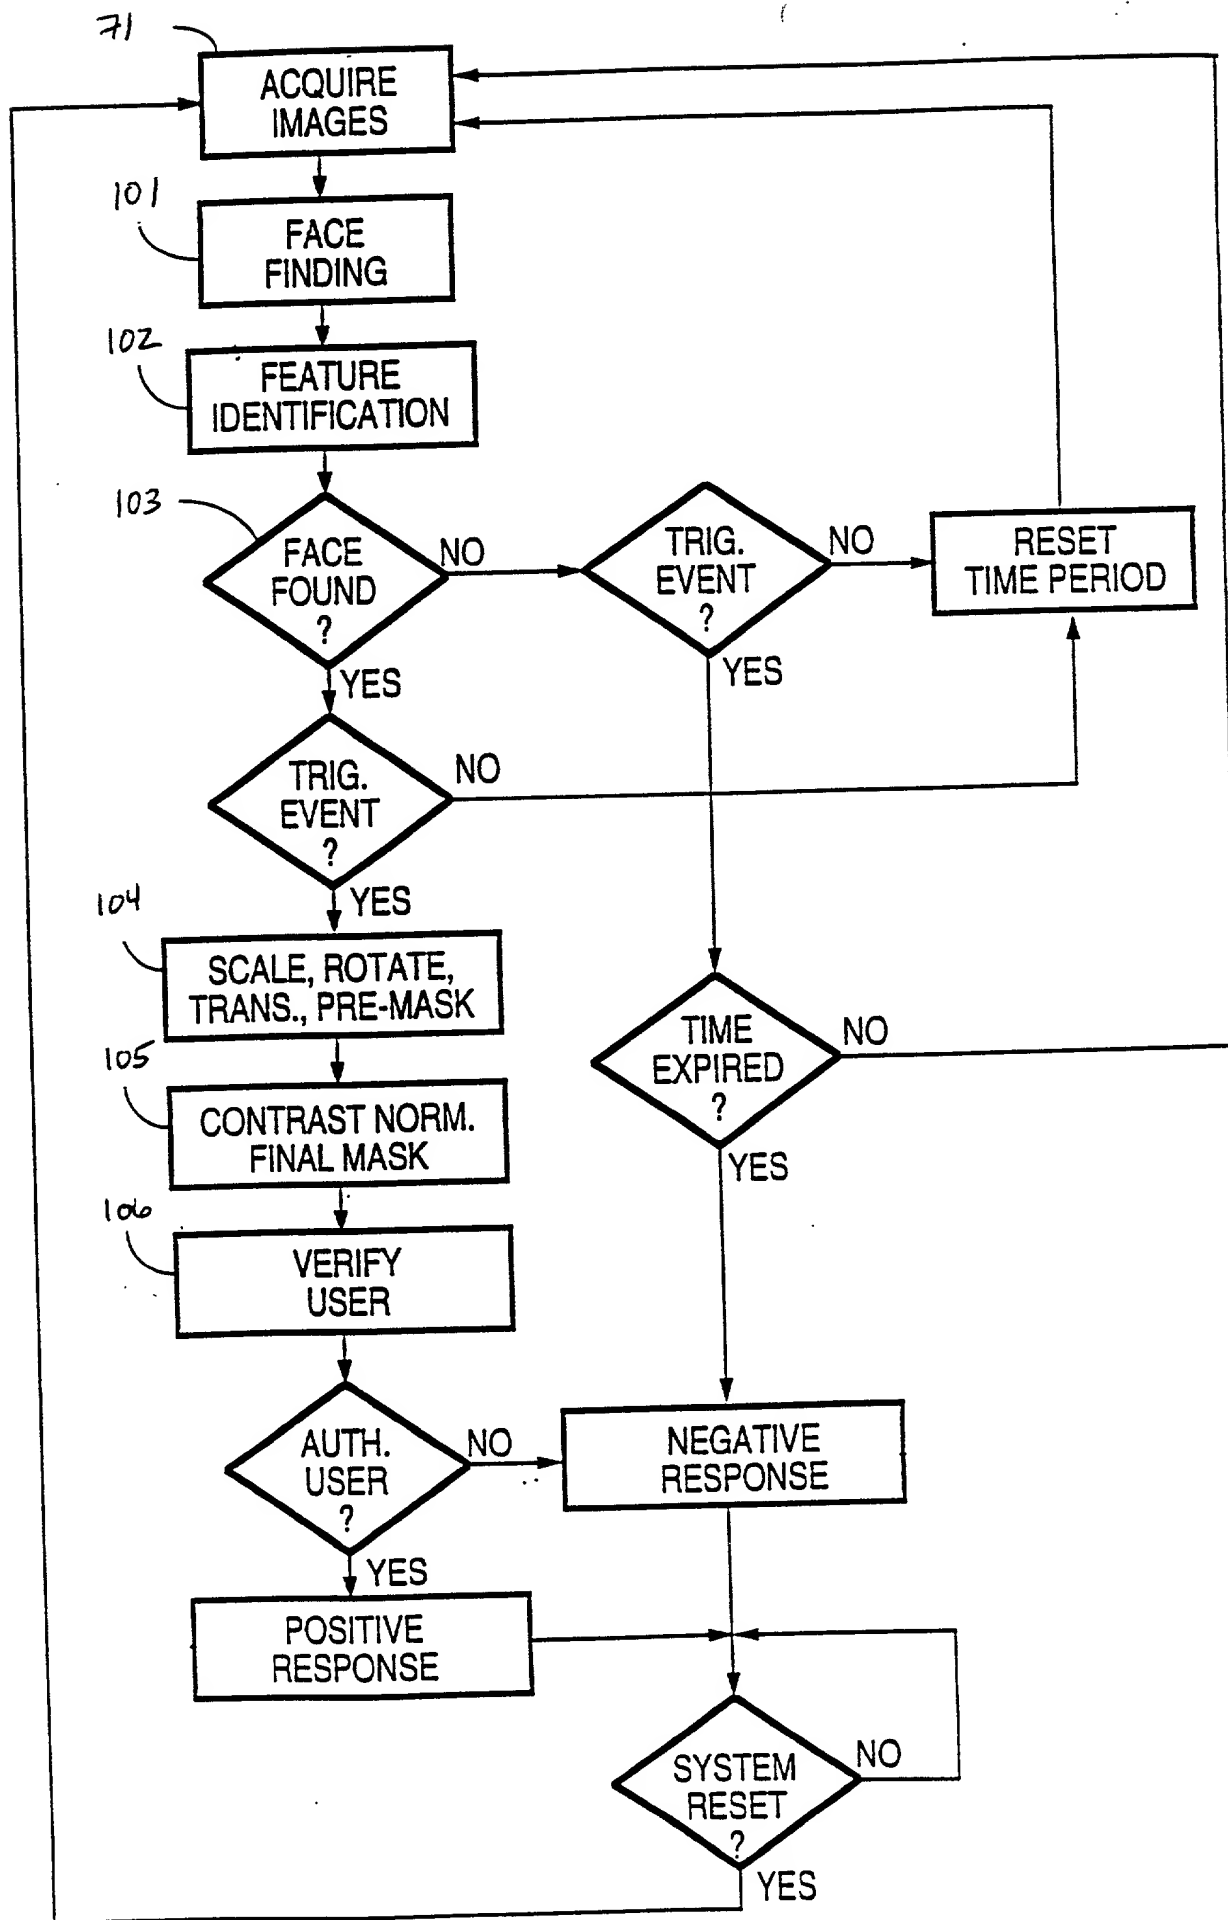 71
ACQUIRE
IMAGES
101
FACE
FINDING
102
FEATURE
IDENTIFICATION
103
FACE
FOUND
?
NO
TRIG.
EVENT
?
NO
RESET
TIME PERIOD
YES
YES
TRIG.
EVENT
?
NO
YES
104
SCALE, ROTATE,
TRANS., PRE-MASK
TIME
EXPIRED
?
NO
105
CONTRAST NORM.
FINAL MASK
YES
106
VERIFY
USER
AUTH.
USER
?
NO
NEGATIVE
RESPONSE
YES
POSITIVE
RESPONSE
SYSTEM
RESET
?
NO
YES